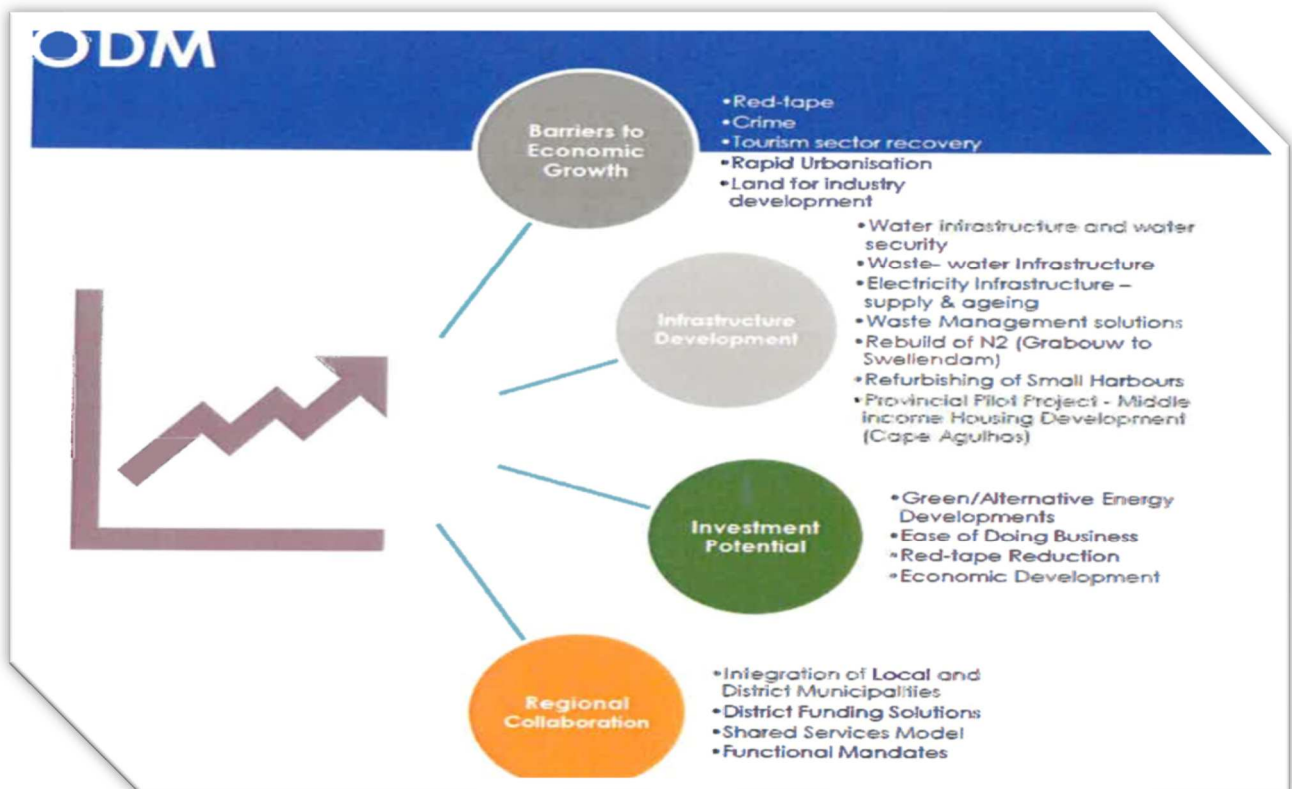 ODM
Barriers to
Economic
Growth
•Red-tape
•Crime
•Tourism sector recovery
•Rapid Urbanisation
•Land for industry
development
Infrastructure
Development
•Water infrastructure and water
security
•Waste- water Infrastructure
•Electricity Infrastructure –
supply & ageing
•Waste Management solutions
•Rebuild of N2 (Grabouw to
Swellendam)
•Refurbishing of Small Harbours
•Provincial Pilot Project - Middle
Income Housing Development
(Cape Agulhas)
Investment
Potential
•Green/Alternative Energy
Developments
•Ease of Doing Business
•Red-tape Reduction
•Economic Development
Regional
Collaboration
•Integration of Local and
District Municipalities
•District Funding Solutions
•Shared Services Model
•Functional Mandates